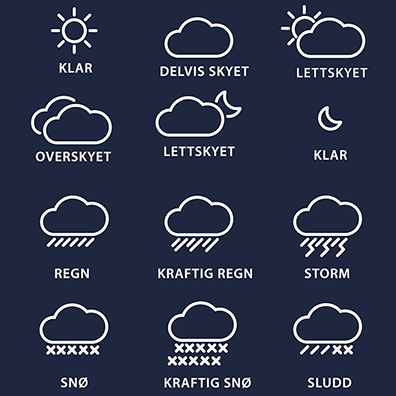 KLAR
DELVIS SKYET
LETTSKYET
OVERSKYET
LETTSKYET
KLAR
REGN
KRAFTIG REGN
STORM
SNØ
KRAFTIG SNØ
SLUDD